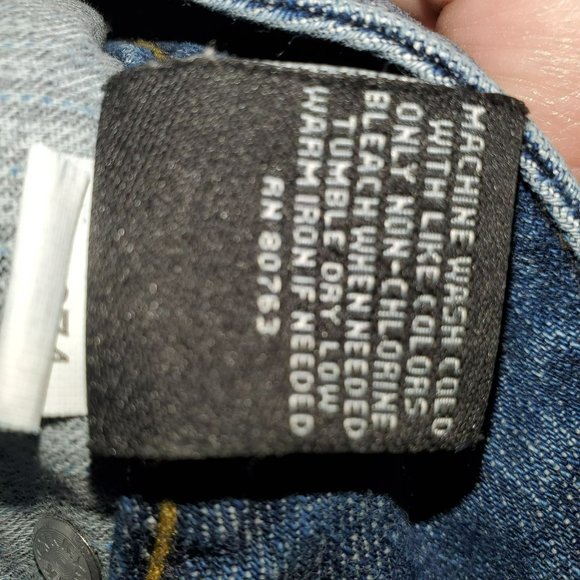 MACHINE WASH COLD
WITH LIKE COLORS
ONLY NON-CHLORINE
BLEACH WHEN NEEDED
TUMBLE DRY LOW
WARM IRON IF NEEDED
RN 80763